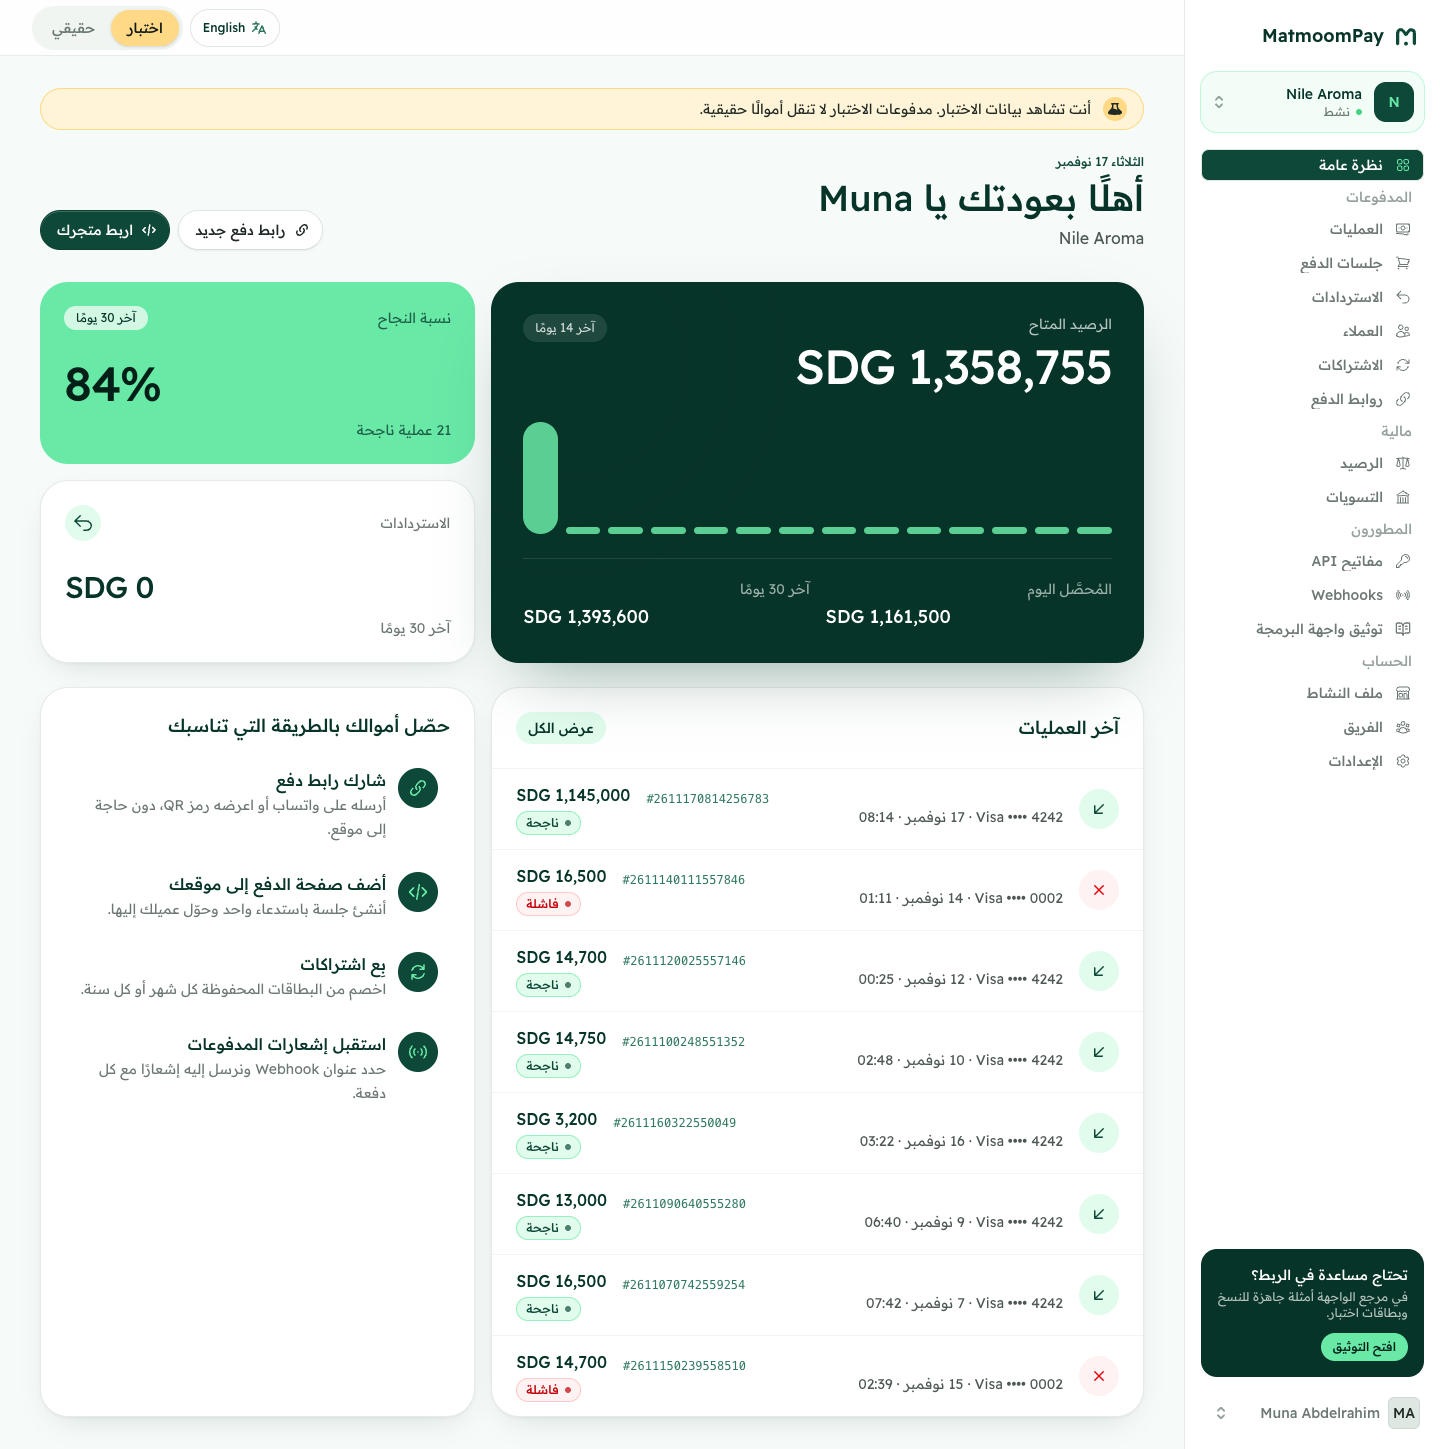 MatmoomPay
N
Nile Aroma
نشط
نظرة عامة
المدفوعات
العمليات
جلسات الدفع
الاستردادات
العملاء
الاشتراكات
روابط الدفع
مالية
الرصيد
التسويات
المطورون
مفاتيح API
Webhooks
توثيق واجهة البرمجة
الحساب
ملف النشاط
الفريق
الإعدادات
تحتاج مساعدة في الربط؟
في مرجع الواجهة أمثلة جاهزة للنسخ
وبطاقات اختبار.
افتح التوثيق
MA
Muna Abdelrahim
English
اختبار
حقيقي
أنت تشاهد بيانات الاختبار. مدفوعات الاختبار لا تنقل أموالًا حقيقية.
الثلاثاء 17 نوفمبر
أهلًا بعودتك يا Muna
Nile Aroma
رابط دفع جديد
اربط متجرك
الرصيد المتاح
آخر 14 يومًا
SDG 1,358,755
المُحصَّل اليوم
SDG 1,161,500
آخر 30 يومًا
SDG 1,393,600
نسبة النجاح
آخر 30 يومًا
84%
21 عملية ناجحة
الاستردادات
SDG 0
آخر 30 يومًا
آخر العمليات
عرض الكل
SDG 1,145,000
#2611170814256783
Visa •••• 4242 · 17 نوفمبر · 08:14
ناجحة
SDG 16,500
#2611140111557846
Visa •••• 0002 · 14 نوفمبر · 01:11
فاشلة
SDG 14,700
#2611120025557146
Visa •••• 4242 · 12 نوفمبر · 00:25
ناجحة
SDG 14,750
#2611100248551352
Visa •••• 4242 · 10 نوفمبر · 02:48
ناجحة
SDG 3,200
#2611160322550049
Visa •••• 4242 · 16 نوفمبر · 03:22
ناجحة
SDG 13,000
#2611090640555280
Visa •••• 4242 · 9 نوفمبر · 06:40
ناجحة
SDG 16,500
#2611070742559254
Visa •••• 4242 · 7 نوفمبر · 07:42
ناجحة
SDG 14,700
#2611150239558510
Visa •••• 0002 · 15 نوفمبر · 02:39
فاشلة
حصّل أموالك بالطريقة التي تناسبك
شارك رابط دفع
أرسله على واتساب أو اعرضه رمز QR، دون حاجة
إلى موقع.
أضف صفحة الدفع إلى موقعك
أنشئ جلسة باستدعاء واحد وحوّل عميلك إليها.
بِع اشتراكات
اخصم من البطاقات المحفوظة كل شهر أو كل سنة.
استقبل إشعارات المدفوعات
حدد عنوان Webhook ونرسل إليه إشعارًا مع كل
دفعة.